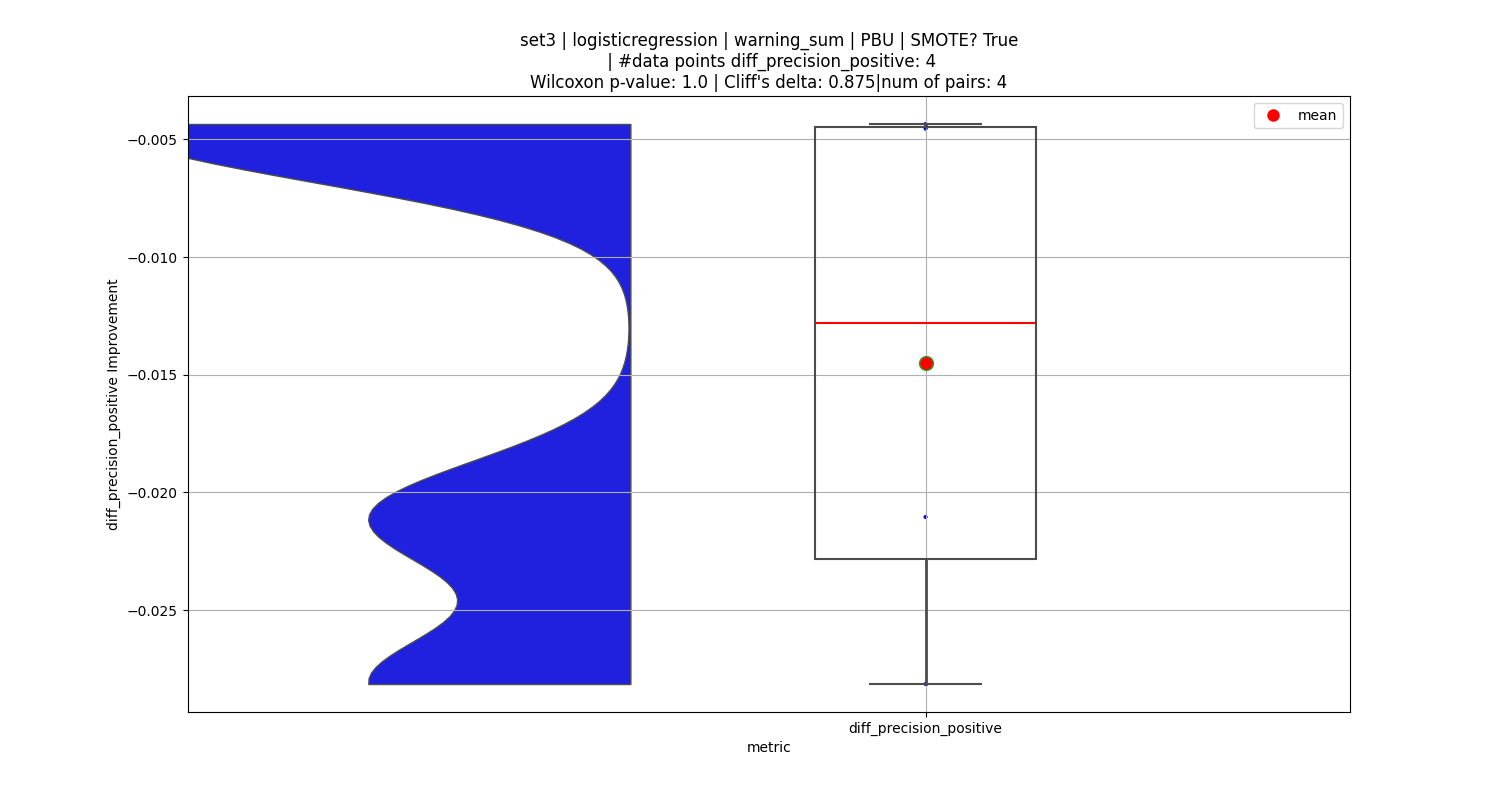 set3 | logisticregression | warning_sum | PBU | SMOTE? True
| #data points diff_precision_positive: 4
Wilcoxon p-value: 1.0 | Cliff's delta: 0.875|num of pairs: 4
mean
−0.005
−0.010
−0.015
−0.020
−0.025
diff_precision_positive Improvement
diff_precision_positive
metric